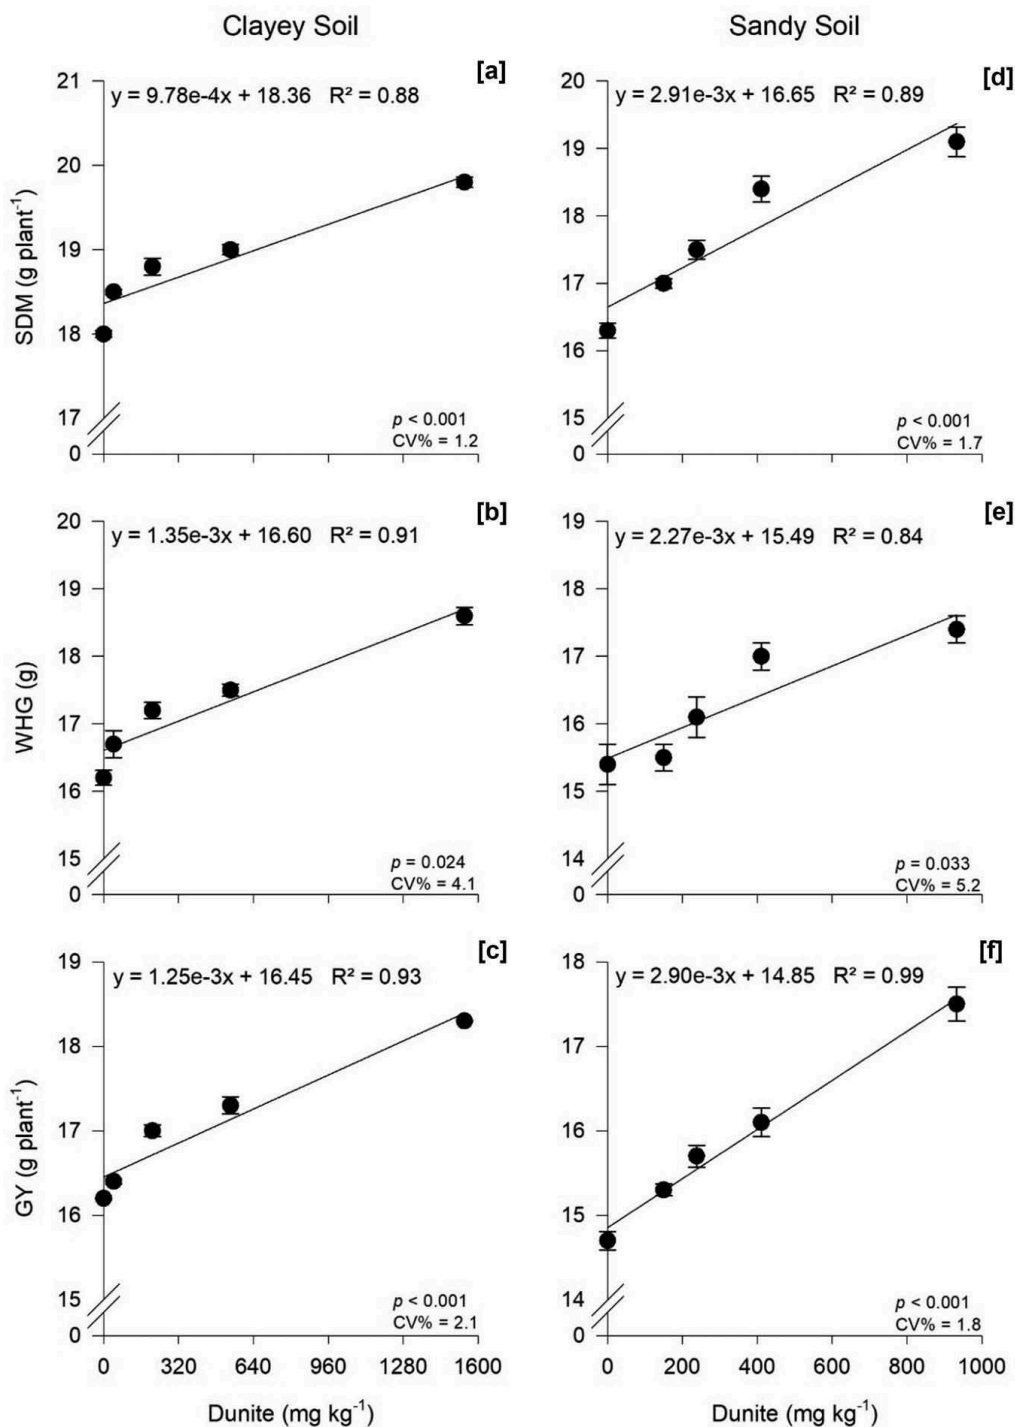 Clayey Soil
Sandy Soil
[a]
y = 9.78e-4x + 18.36 R² = 0.88
21
20
19
18
17
0
SDM (g plant⁻¹)
p < 0.001
CV% = 1.2
[d]
y = 2.91e-3x + 16.65 R² = 0.89
20
19
18
17
16
15
0
p < 0.001
CV% = 1.7
[b]
y = 1.35e-3x + 16.60 R² = 0.91
20
19
18
17
16
15
0
WHG (g)
p = 0.024
CV% = 4.1
[e]
y = 2.27e-3x + 15.49 R² = 0.84
19
18
17
16
15
14
0
p = 0.033
CV% = 5.2
[c]
y = 1.25e-3x + 16.45 R² = 0.93
19
18
17
16
15
0
GY (g plant⁻¹)
p < 0.001
CV% = 2.1
0 320 640 960 1280 1600
Dunite (mg kg⁻¹)
[f]
y = 2.90e-3x + 14.85 R² = 0.99
18
17
16
15
14
0
p < 0.001
CV% = 1.8
0 200 400 600 800 1000
Dunite (mg kg⁻¹)